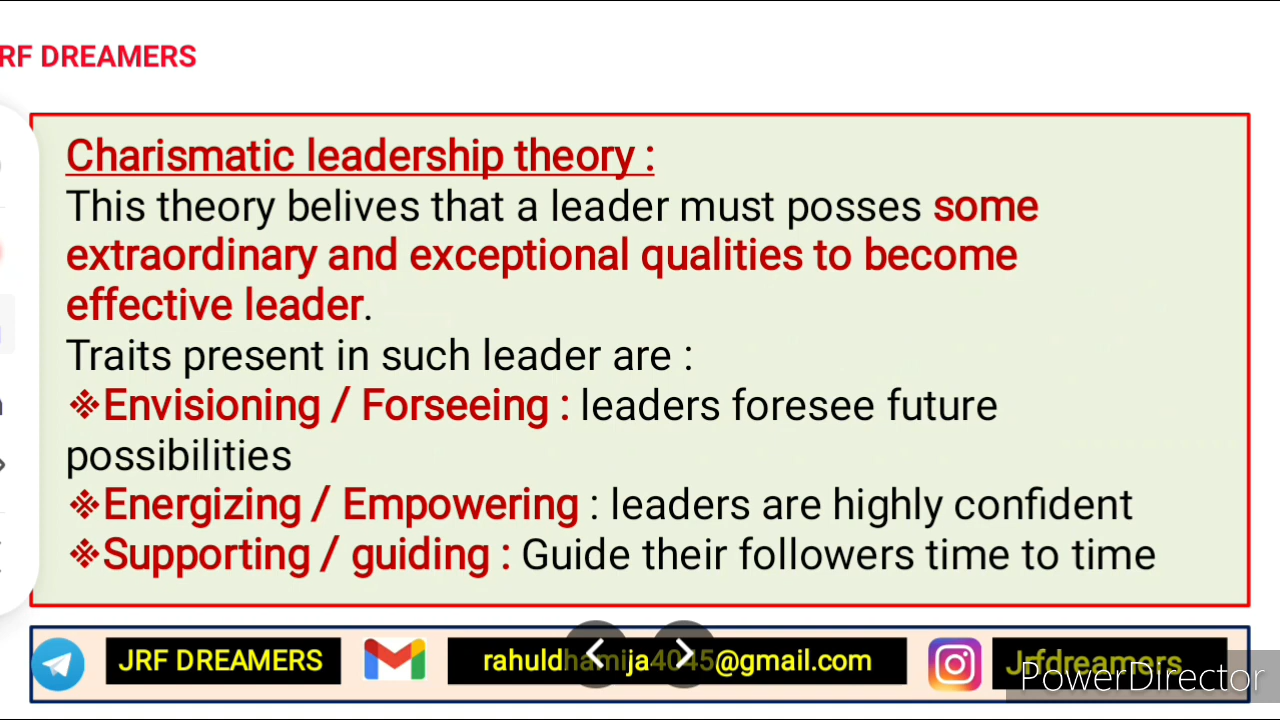 RF DREAMERS
Charismatic leadership theory :
This theory belives that a leader must posses some
extraordinary and exceptional qualities to become
effective leader.
Traits present in such leader are :
❖Envisioning / Forseeing : leaders foresee future
possibilities
❖Energizing / Empowering : leaders are highly confident
❖Supporting / guiding : Guide their followers time to time
JRF DREAMERS rahuldhamija4045@gmail.com Jrfdreamers
PowerDirector